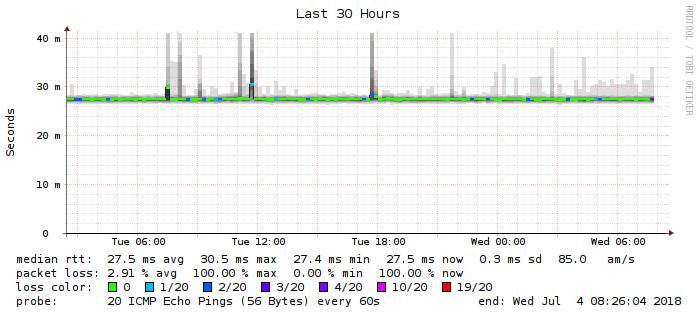 Last 30 Hours
RRDTOOL / TOBI OETIKER
Seconds
40 m
30 m
20 m
10 m
0
Tue 06:00 Tue 12:00 Tue 18:00 Wed 00:00 Wed 06:00
median rtt: 27.5 ms avg 30.5 ms max 27.4 ms min 27.5 ms now 0.3 ms sd 85.0 am/s
packet loss: 2.91 % avg 100.00 % max 0.00 % min 100.00 % now
loss color: 0 1/20 2/20 3/20 4/20 10/20 19/20
probe: 20 ICMP Echo Pings (56 Bytes) every 60s end: Wed Jul 4 08:26:04 2018